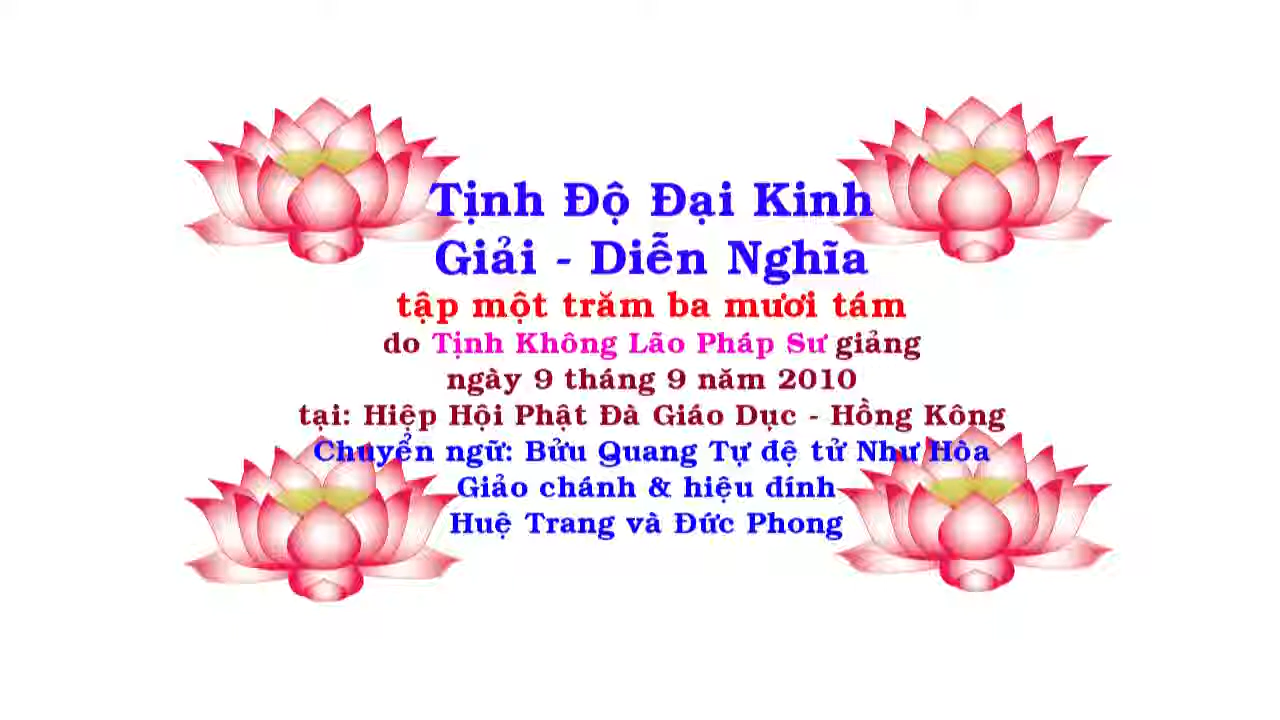 Tịnh Độ Đại Kinh
Giải - Diễn Nghĩa
tập một trăm ba mươi tám
do Tịnh Không Lão Pháp Sư giảng
ngày 9 tháng 9 năm 2010
tại: Hiệp Hội Phật Đà Giáo Dục - Hồng Kông
Chuyển ngữ: Bửu Quang Tự đệ tử Như Hòa
Giảo chánh & hiệu đính
Huệ Trang và Đức Phong